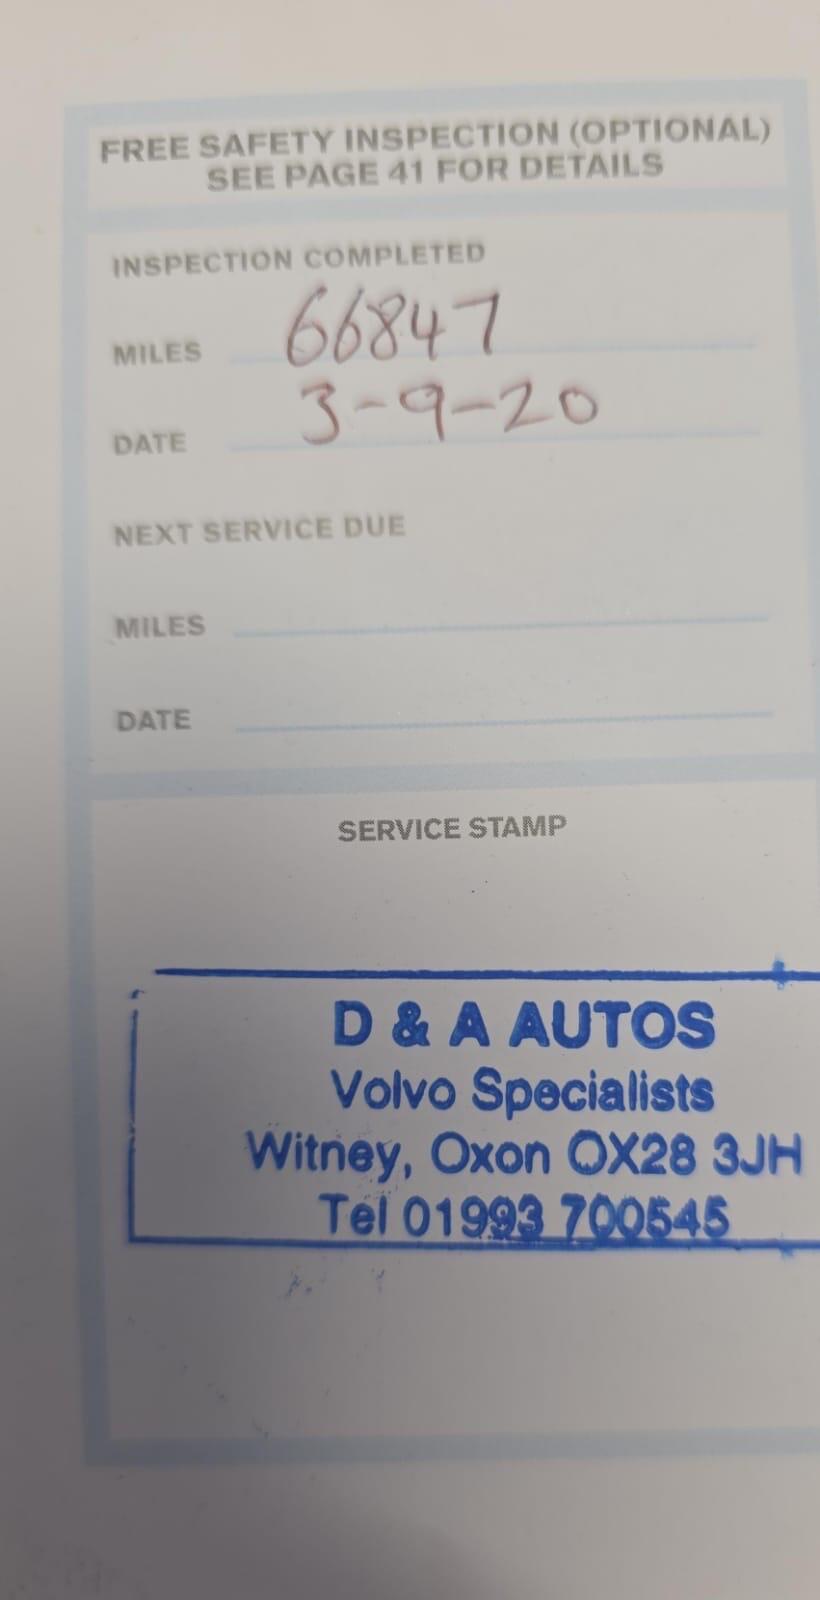 FREE SAFETY INSPECTION (OPTIONAL)
SEE PAGE 41 FOR DETAILS
INSPECTION COMPLETED
MILES 66847
DATE 3-9-20
NEXT SERVICE DUE
MILES
DATE
SERVICE STAMP
D & A AUTOS
Volvo Specialists
Witney, Oxon OX28 3JH
Tel 01993 700545